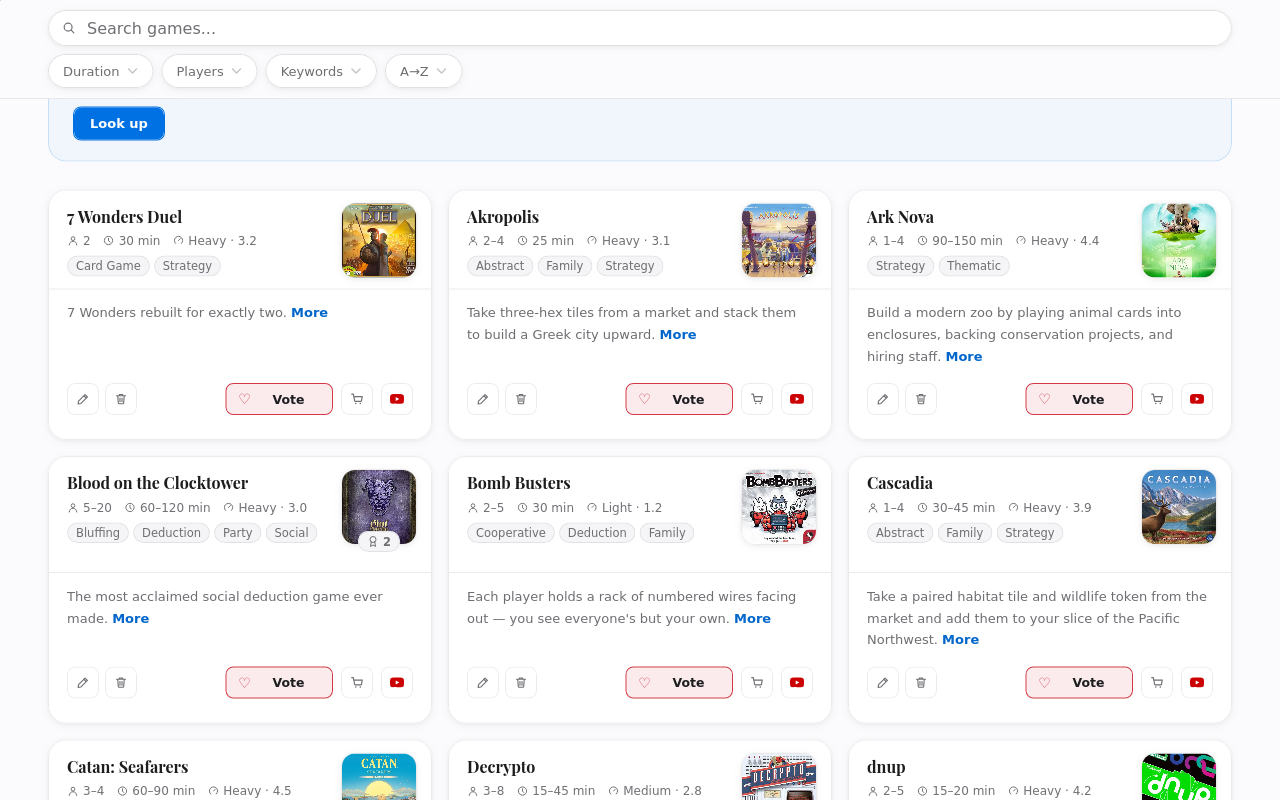 Search games...
Duration
Players
Keywords
A→Z
Look up
7 Wonders Duel
2 30 min Heavy · 3.2
Card Game Strategy
DUEL
7 Wonders rebuilt for exactly two. More
Vote
Akropolis
2–4 25 min Heavy · 3.1
Abstract Family Strategy
Take three-hex tiles from a market and stack them
to build a Greek city upward. More
Vote
Ark Nova
1–4 90–150 min Heavy · 4.4
Strategy Thematic
ARK
NOVA
Build a modern zoo by playing animal cards into
enclosures, backing conservation projects, and
hiring staff. More
Vote
Blood on the Clocktower
5–20 60–120 min Heavy · 3.0
Bluffing Deduction Party Social
2
The most acclaimed social deduction game ever
made. More
Vote
Bomb Busters
2–5 30 min Light · 1.2
Cooperative Deduction Family
BOMBBUSTERS
Each player holds a rack of numbered wires facing
out — you see everyone's but your own. More
Vote
Cascadia
1–4 30–45 min Heavy · 3.9
Abstract Family Strategy
CASCADIA
Take a paired habitat tile and wildlife token from the
market and add them to your slice of the Pacific
Northwest. More
Vote
Catan: Seafarers
3–4 60–90 min Heavy · 4.5
CATAN
Decrypto
3–8 15–45 min Medium · 2.8
DECRYPTO
dnup
2–5 15–20 min Heavy · 4.2
dnup